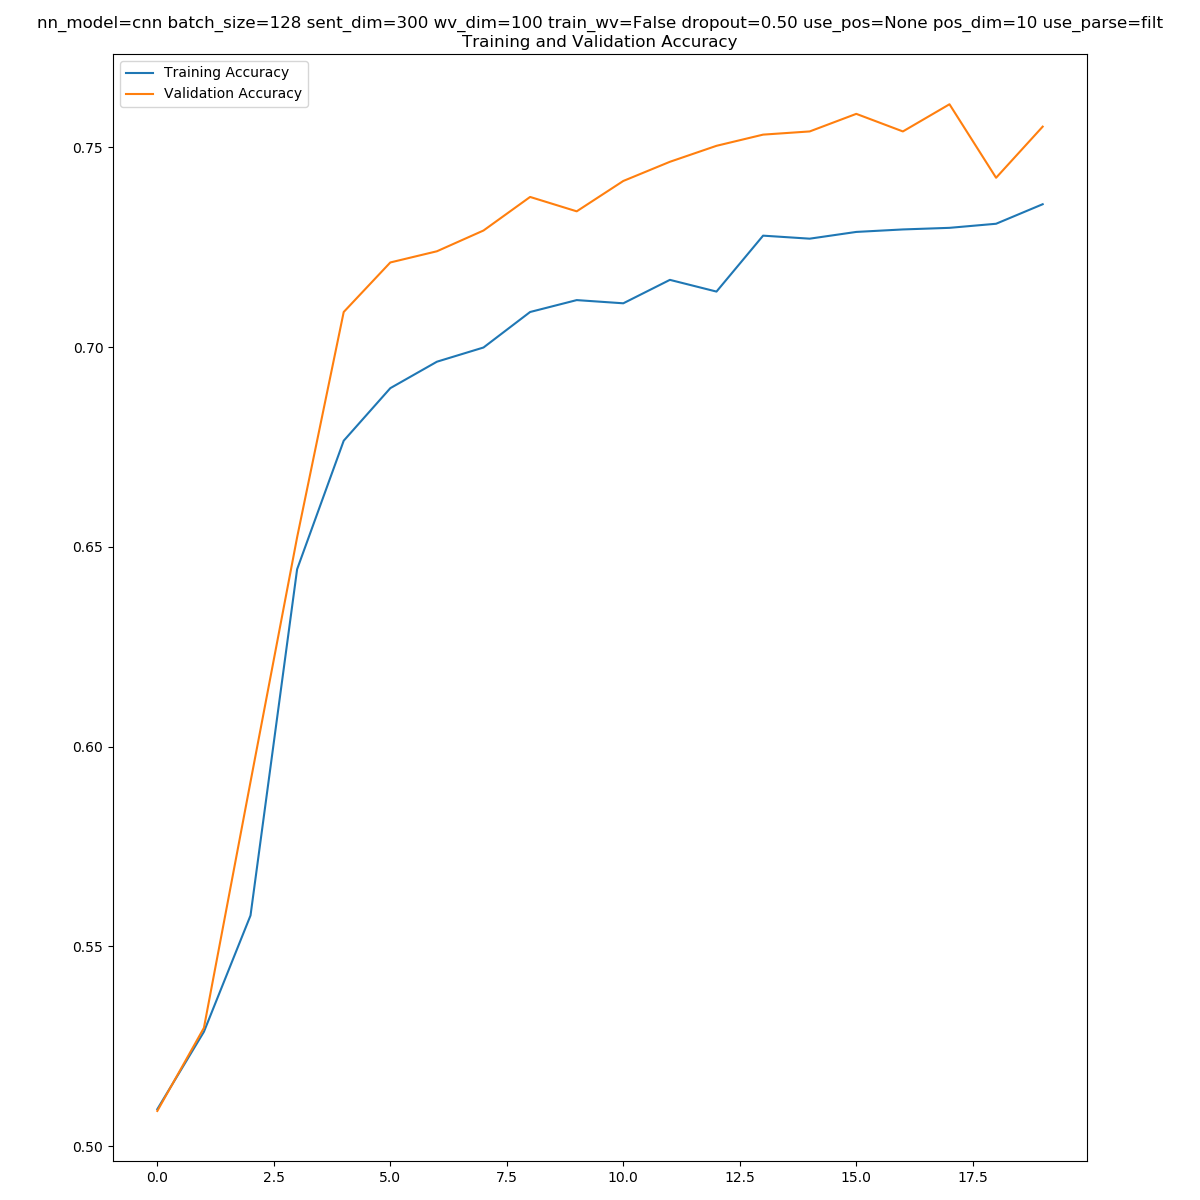 nn_model=cnn batch_size=128 sent_dim=300 wv_dim=100 train_wv=False dropout=0.50 use_pos=None pos_dim=10 use_parse=filt
Training and Validation Accuracy
Training Accuracy
Validation Accuracy
0.75
0.70
0.65
0.60
0.55
0.50
0.0 2.5 5.0 7.5 10.0 12.5 15.0 17.5